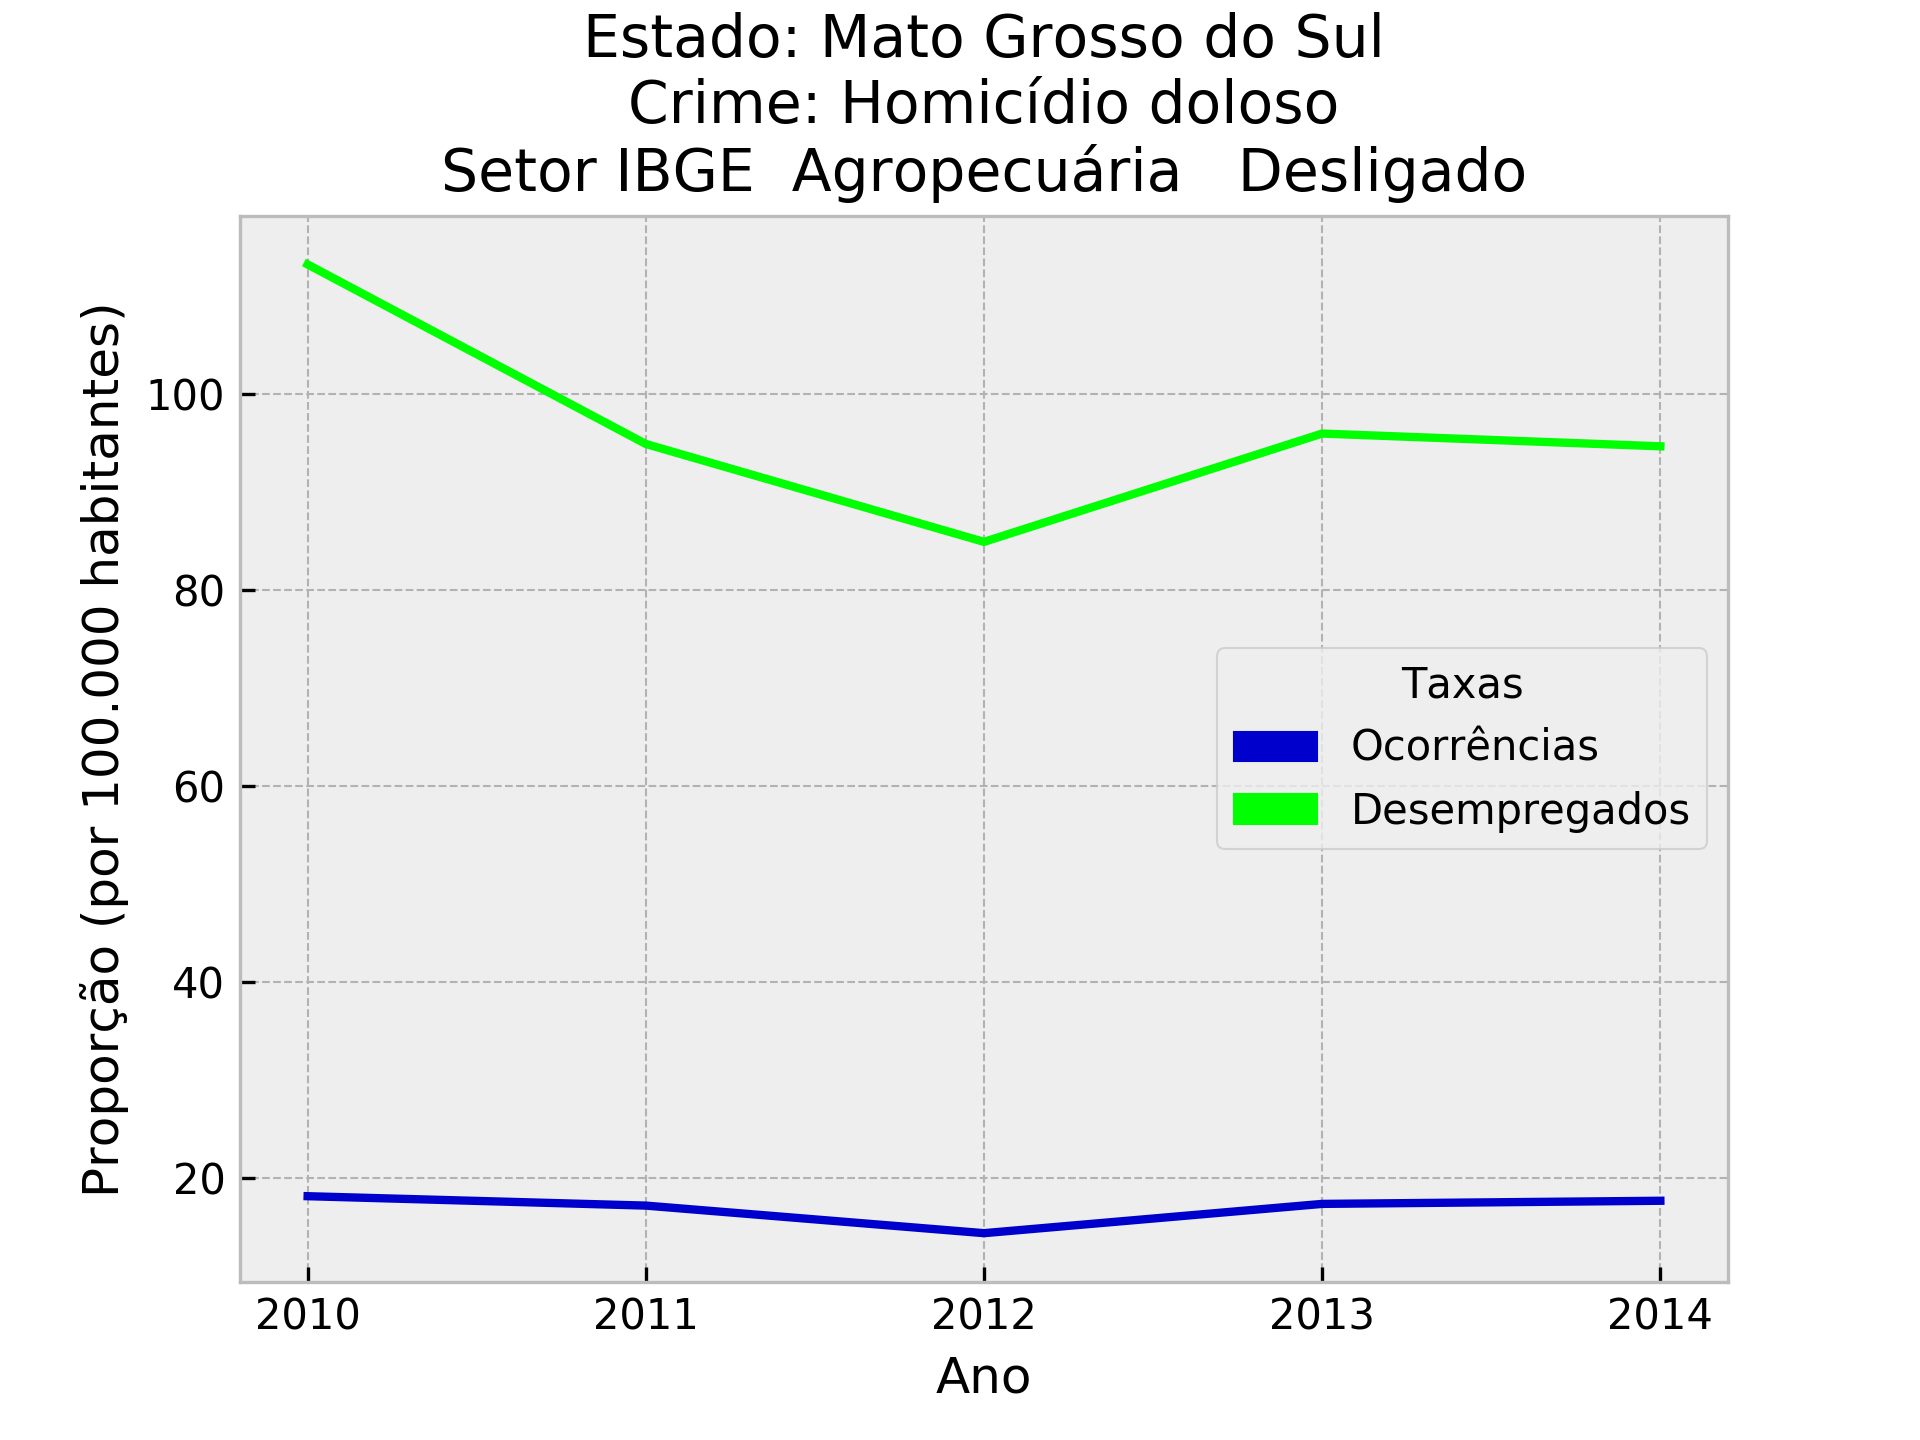 Estado: Mato Grosso do Sul
Crime: Homicídio doloso
Setor IBGE  Agropecuária   Desligado
Proporção (por 100.000 habitantes)
100
80
60
40
20
Taxas
Ocorrências
Desempregados
2010 2011 2012 2013 2014
Ano